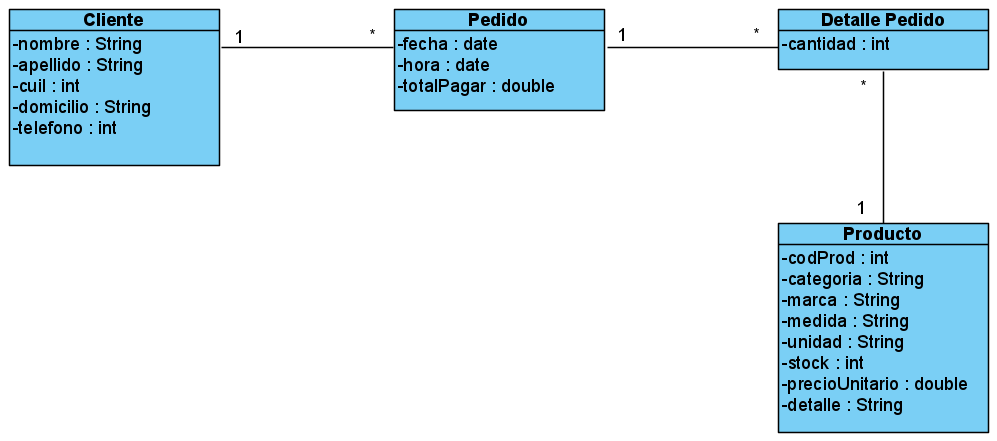 Cliente
-nombre : String
-apellido : String
-cuil : int
-domicilio : String
-telefono : int
1
*
Pedido
-fecha : date
-hora : date
-totalPagar : double
1
*
Detalle Pedido
-cantidad : int
*
1
Producto
-codProd : int
-categoria : String
-marca : String
-medida : String
-unidad : String
-stock : int
-precioUnitario : double
-detalle : String